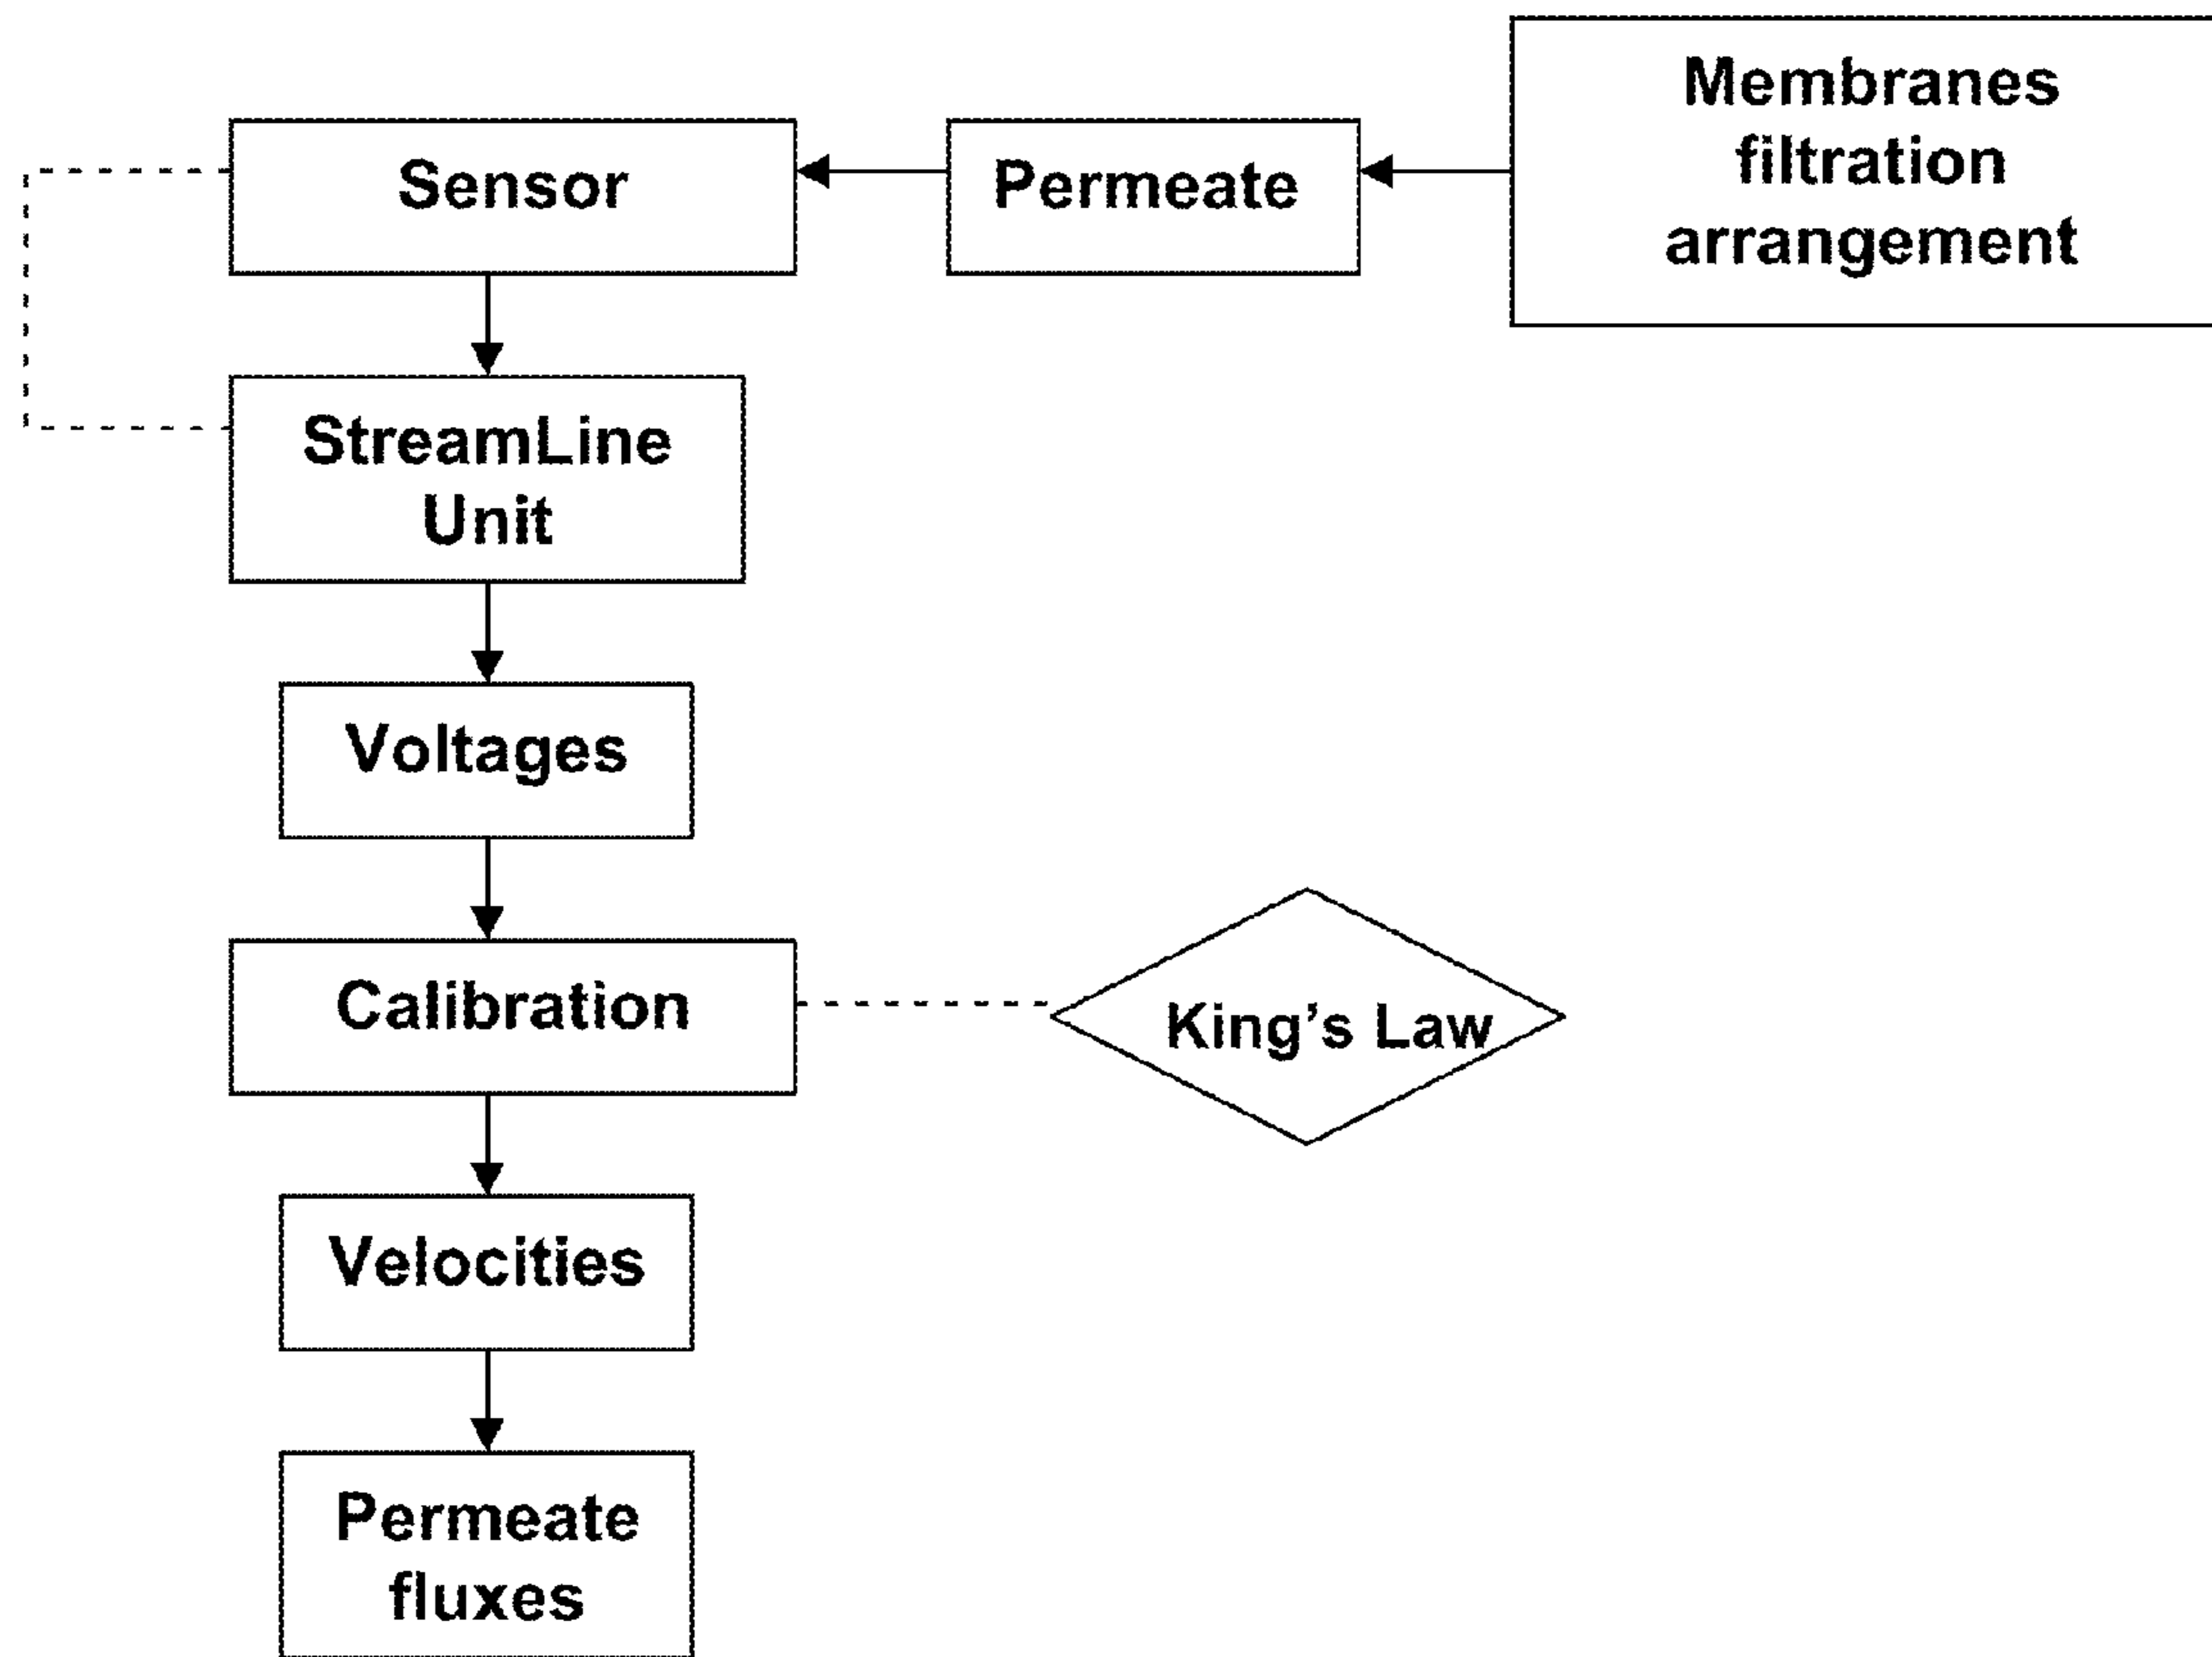 Membranes
filtration
arrangement
Permeate
Sensor
StreamLine
Unit
Voltages
Calibration
King’s Law
Velocities
Permeate
fluxes